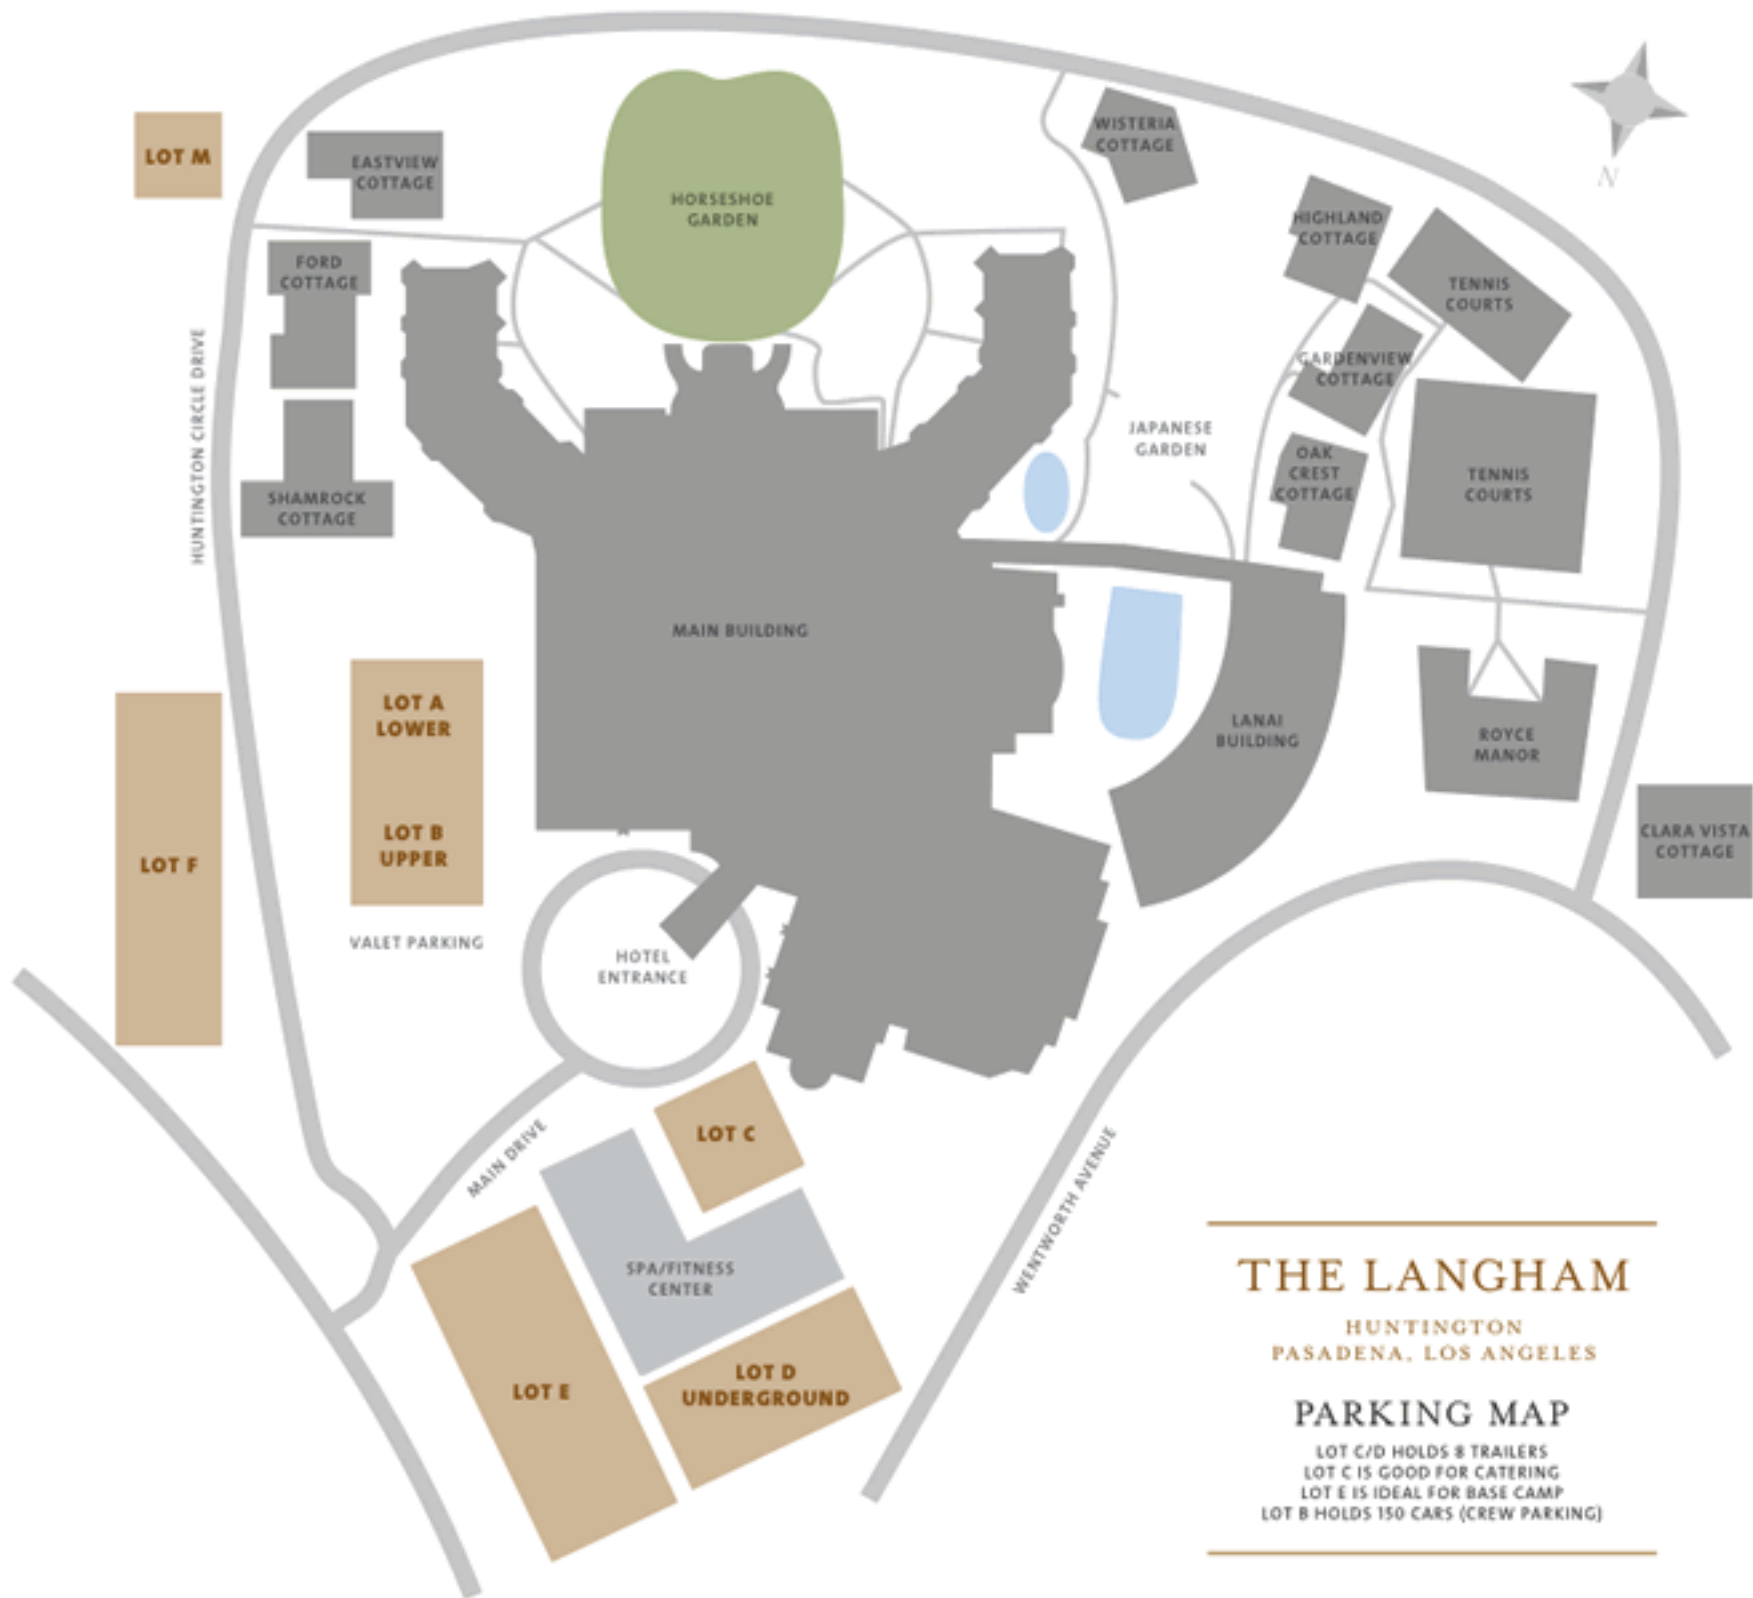 WISTERIA
COTTAGE
LOT M
EASTVIEW
COTTAGE
HORSESHOE
GARDEN
N
HIGHLAND
COTTAGE
FORD
COTTAGE
TENNIS
COURTS
GARDENVIEW
COTTAGE
HUNTINGTON CIRCLE DRIVE
JAPANESE
GARDEN
OAK
CREST
COTTAGE
TENNIS
COURTS
SHAMROCK
COTTAGE
MAIN BUILDING
LOT A
LOWER
LANAI
BUILDING
ROYCE
MANOR
LOT B
UPPER
CLARA VISTA
COTTAGE
LOT F
VALET PARKING
HOTEL
ENTRANCE
LOT C
MAIN DRIVE
WENTWORTH AVENUE
SPA/FITNESS
CENTER
LOT D
UNDERGROUND
LOT E
THE LANGHAM
HUNTINGTON
PASADENA, LOS ANGELES
PARKING MAP
LOT C/D HOLDS 8 TRAILERS
LOT C IS GOOD FOR CATERING
LOT E IS IDEAL FOR BASE CAMP
LOT B HOLDS 150 CARS (CREW PARKING)